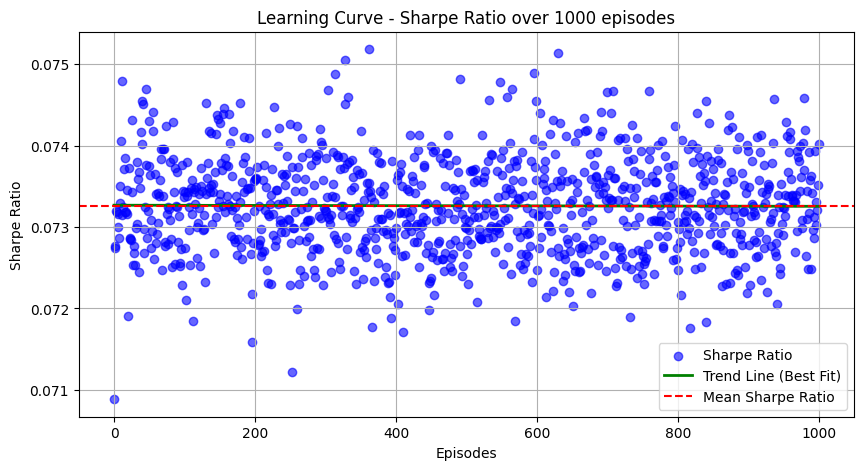 Learning Curve - Sharpe Ratio over 1000 episodes
0.075
0.074
0.073
0.072
0.071
Sharpe Ratio
0
200
400
600
800
1000
Episodes
Sharpe Ratio
Trend Line (Best Fit)
Mean Sharpe Ratio